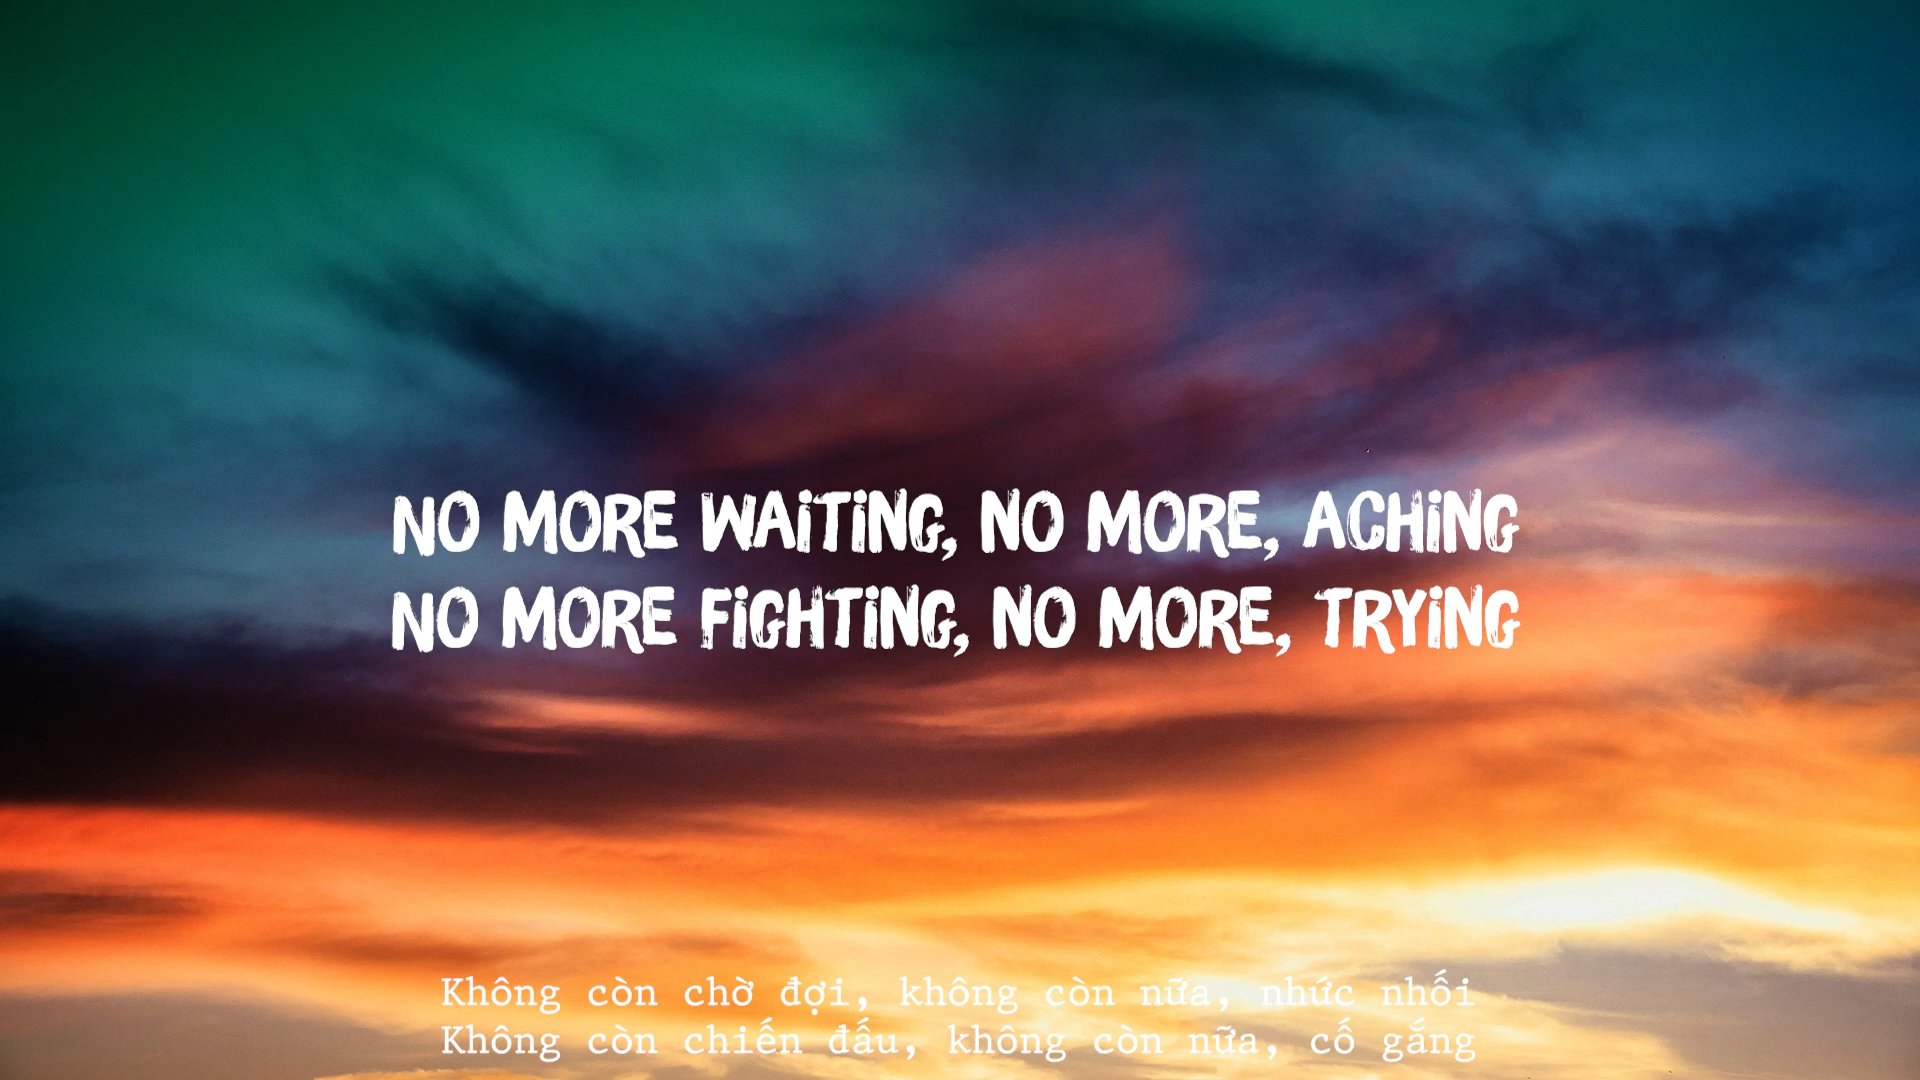 NO MORE WAiTiNG, NO MORE, ACHiNG
NO MORE FiGHTiNG, NO MORE, TRYiNG
Không còn chờ đợi, không còn nữa, nhức nhối
Không còn chiến đấu, không còn nữa, cố gắng